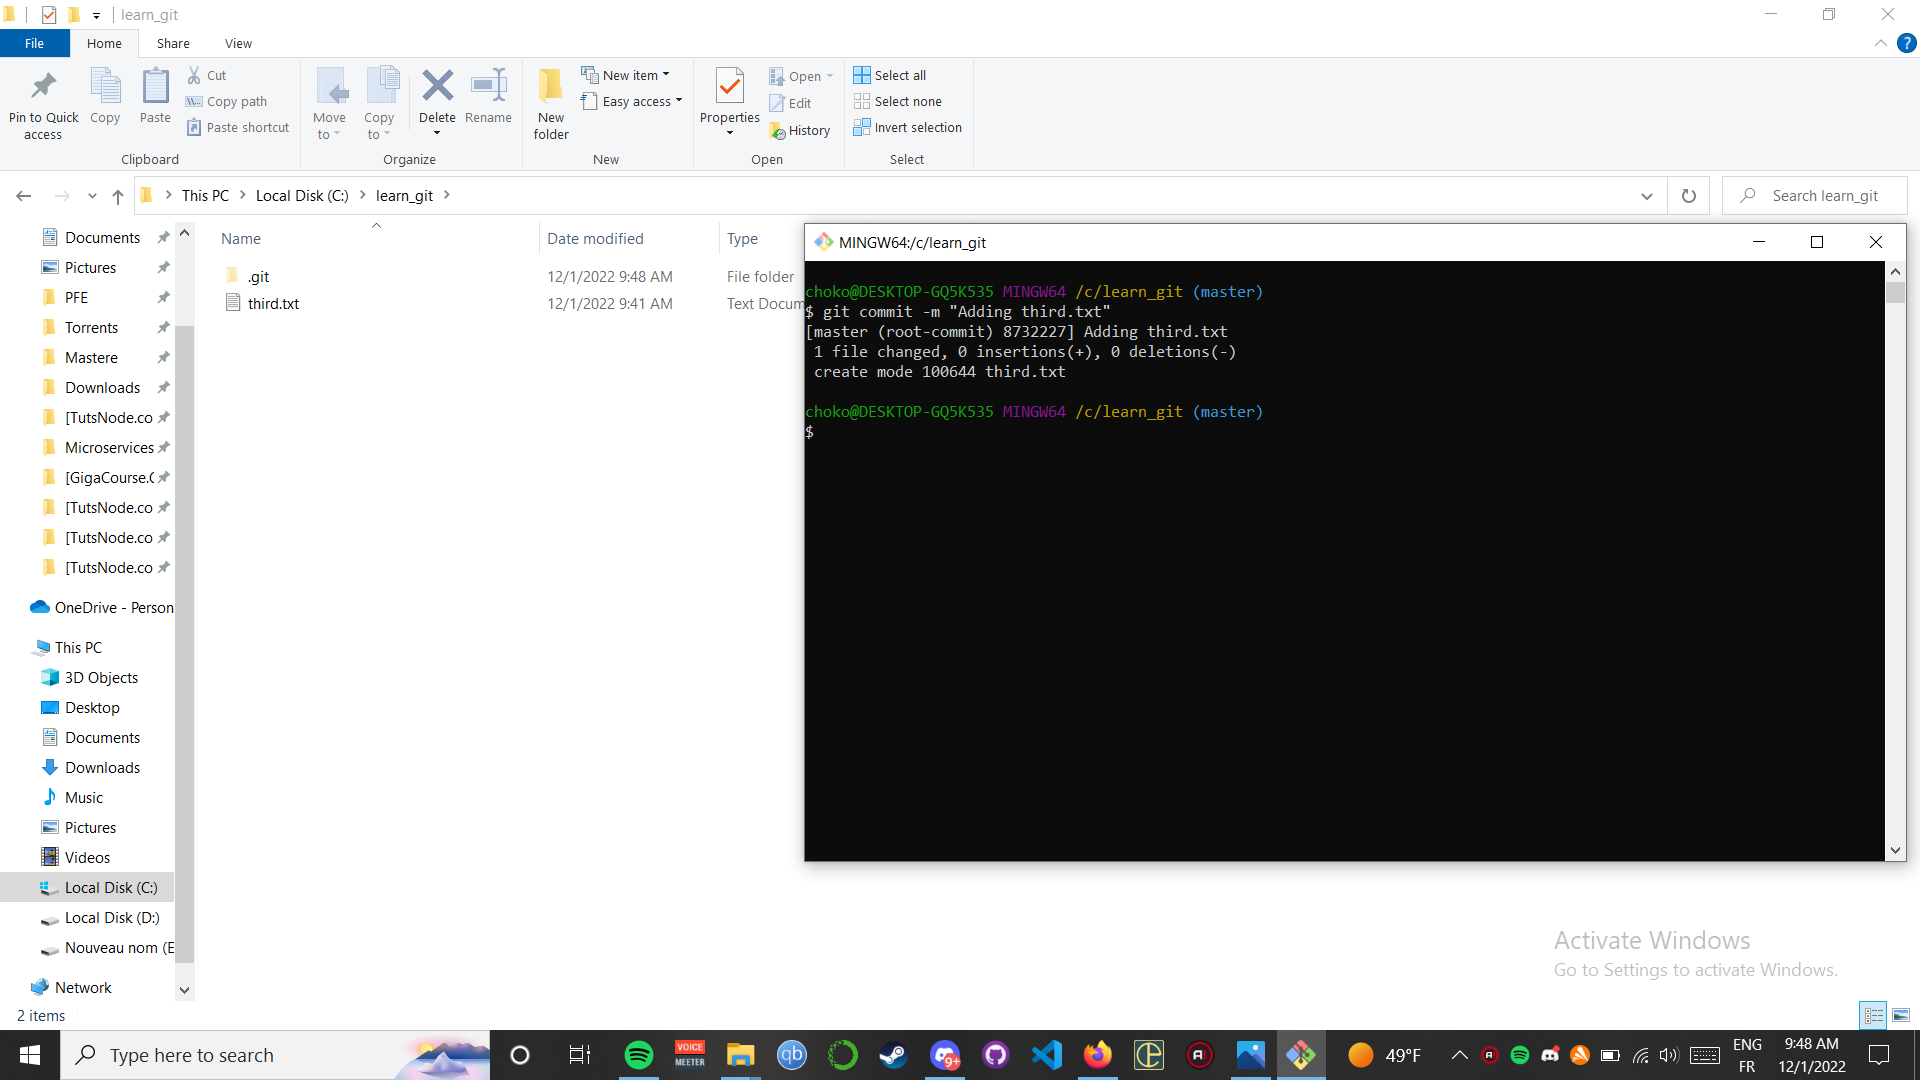 learn_git
File Home Share View
Pin to Quick access
Copy
Paste
Cut
Copy path
Paste shortcut
Clipboard
Move to
Copy to
Delete
Rename
Organize
New folder
New item
Easy access
New
Properties
Open
Edit
History
Open
Select all
Select none
Invert selection
Select
This PC > Local Disk (C:) > learn_git >
Search learn_git
Documents
Pictures
PFE
Torrents
Mastere
Downloads
[TutsNode.co
Microservices
[GigaCourse.C
[TutsNode.co
[TutsNode.co
[TutsNode.co
OneDrive - Person
This PC
3D Objects
Desktop
Documents
Downloads
Music
Pictures
Videos
Local Disk (C:)
Local Disk (D:)
Nouveau nom (E
Network
Name Date modified Type
.git 12/1/2022 9:48 AM File folder
third.txt 12/1/2022 9:41 AM Text Docum
MINGW64:/c/learn_git
choko@DESKTOP-GQ5K535 MINGW64 /c/learn_git (master)
$ git commit -m "Adding third.txt"
[master (root-commit) 8732227] Adding third.txt
1 file changed, 0 insertions(+), 0 deletions(-)
create mode 100644 third.txt
choko@DESKTOP-GQ5K535 MINGW64 /c/learn_git (master)
$
Activate Windows
Go to Settings to activate Windows.
2 items
Type here to search
VOICE
MEETER
qb
9+
49°F
ENG
FR
9:48 AM
12/1/2022